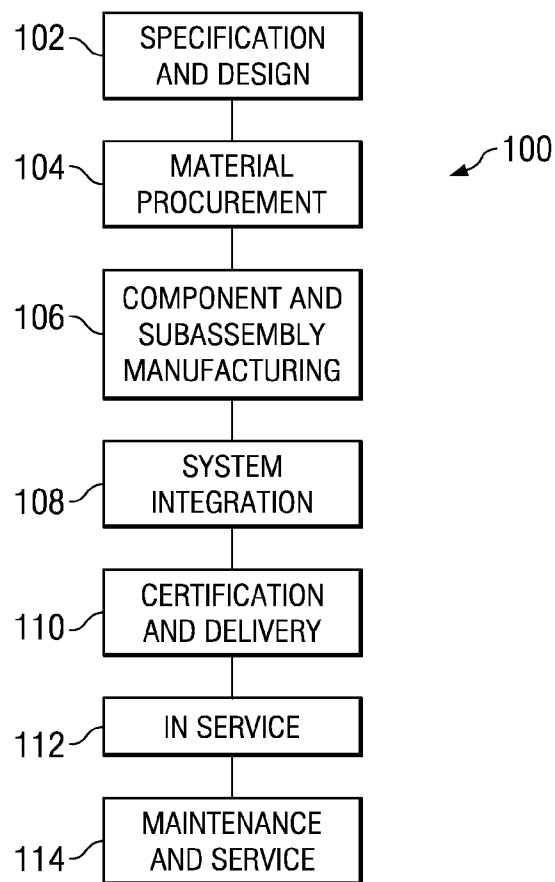 102
SPECIFICATION
AND DESIGN
104
MATERIAL
PROCUREMENT
100
106
COMPONENT AND
SUBASSEMBLY
MANUFACTURING
108
SYSTEM
INTEGRATION
110
CERTIFICATION
AND DELIVERY
112
IN SERVICE
114
MAINTENANCE
AND SERVICE